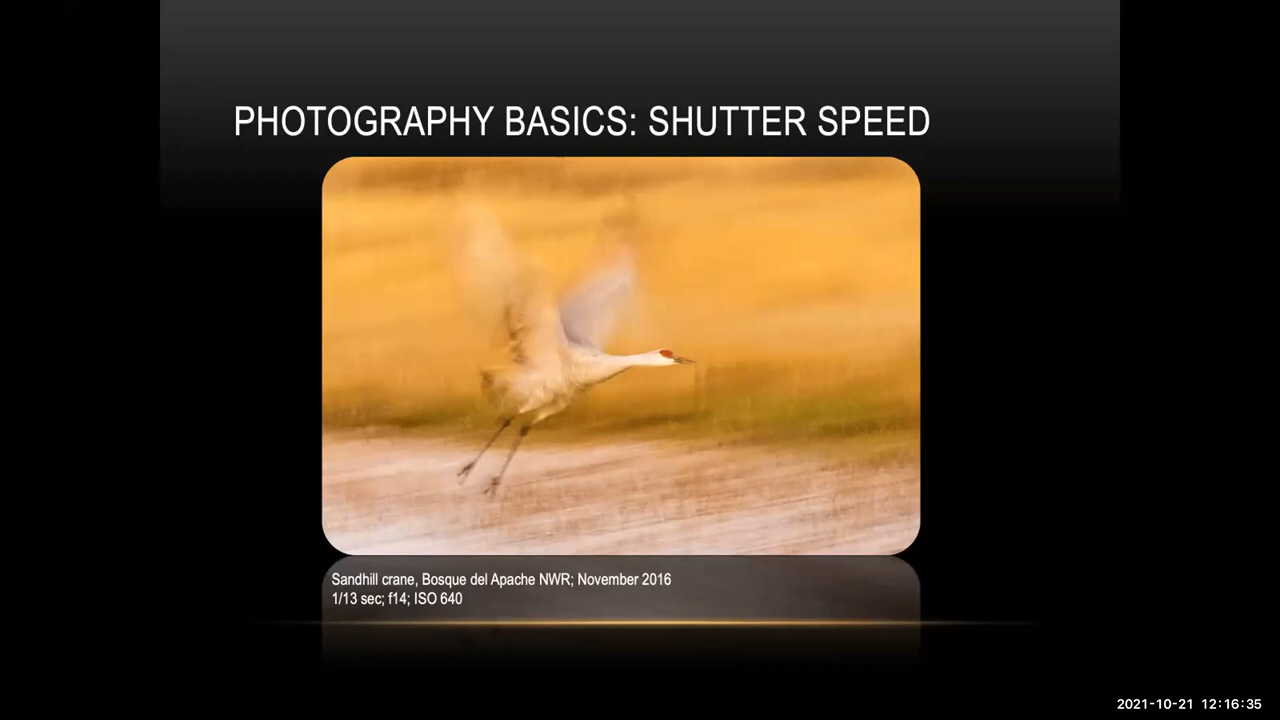 PHOTOGRAPHY BASICS: SHUTTER SPEED
Sandhill crane, Bosque del Apache NWR; November 2016
1/13 sec; f14; ISO 640
2021-10-21 12:16:35